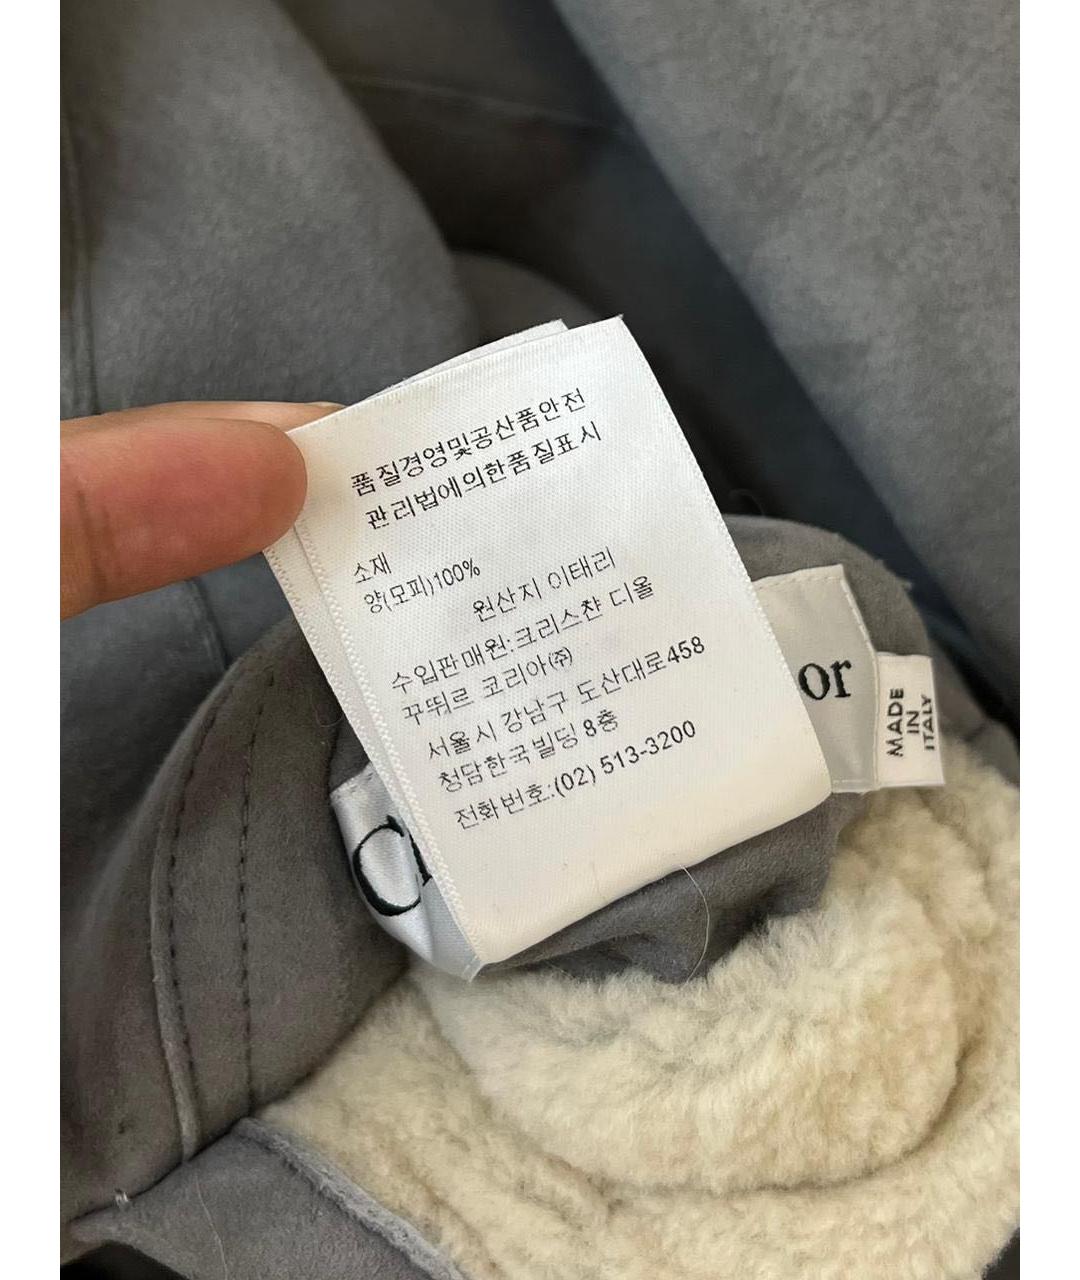 품질경영및공산품안전
관리법에의한품질표시
소재
양(모피)100%
원산지 이태리
수입판매원:크리스챤 디올
꾸뛰르 코리아(주)
서울시 강남구 도산대로458
청담한국빌딩 8층
전화번호:(02) 513-3200
or
MADE
IN
ITALY